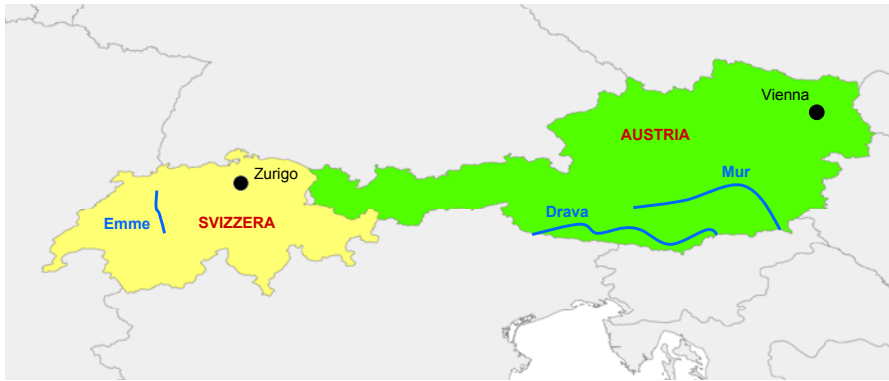 Vienna
AUSTRIA
Mur
Zurigo
Drava
Emme
SVIZZERA